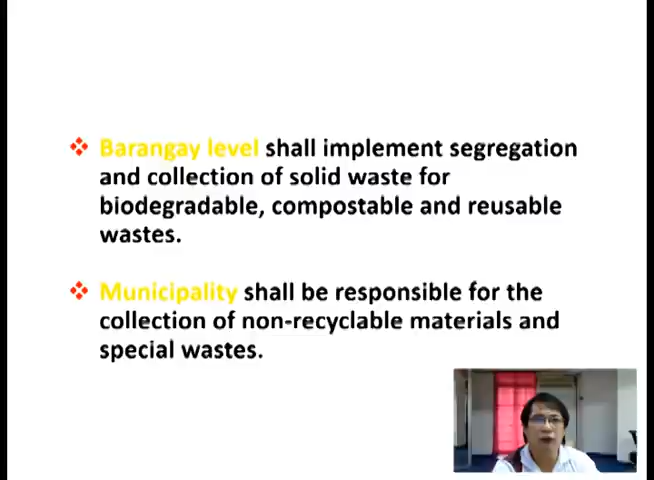 Barangay level shall implement segregation
and collection of solid waste for
biodegradable, compostable and reusable
wastes.
Municipality shall be responsible for the
collection of non-recyclable materials and
special wastes.